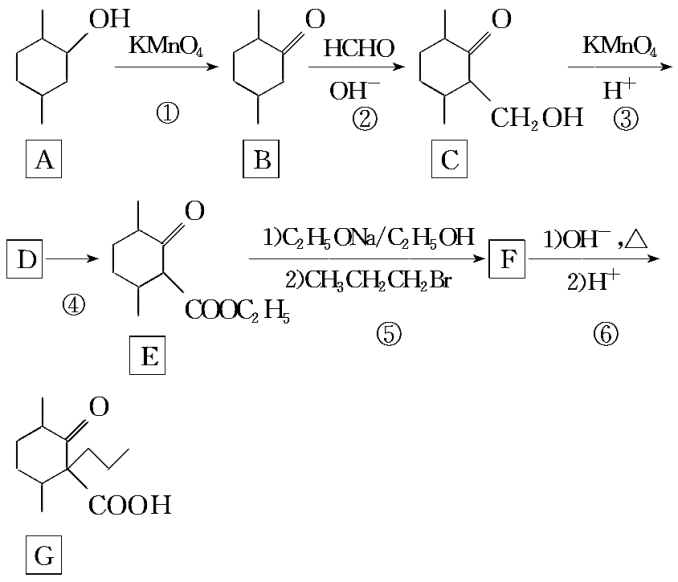 OH
KMnO₄
①
O
HCHO
OH⁻
②
O
CH₂OH
KMnO₄
H⁺
③
A
B
C
D
④
O
COOC₂H₅
E
1)C₂H₅ONa/C₂H₅OH
2)CH₃CH₂CH₂Br
⑤
F
1)OH⁻,△
2)H⁺
⑥
O
COOH
G